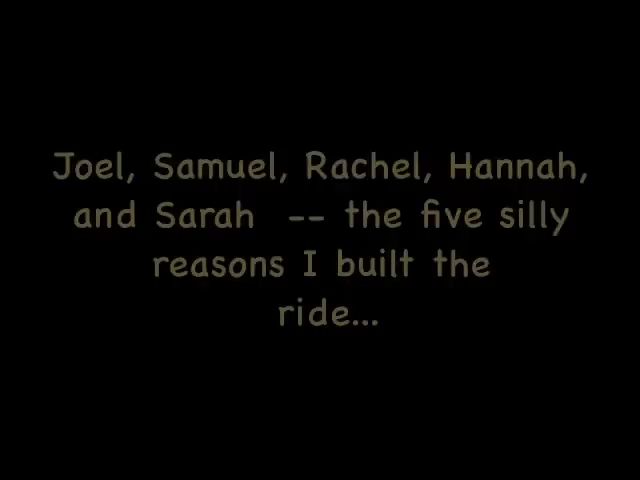 Joel, Samuel, Rachel, Hannah,
and Sarah -- the five silly
reasons I built the
ride...